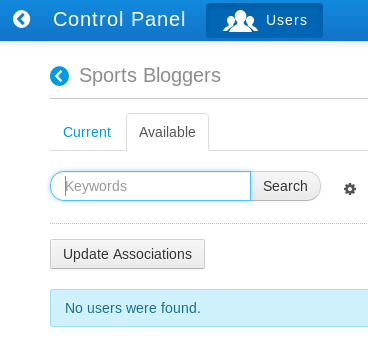 Control Panel
Users
Sports Bloggers
Current
Available
Keywords
Search
Update Associations
No users were found.